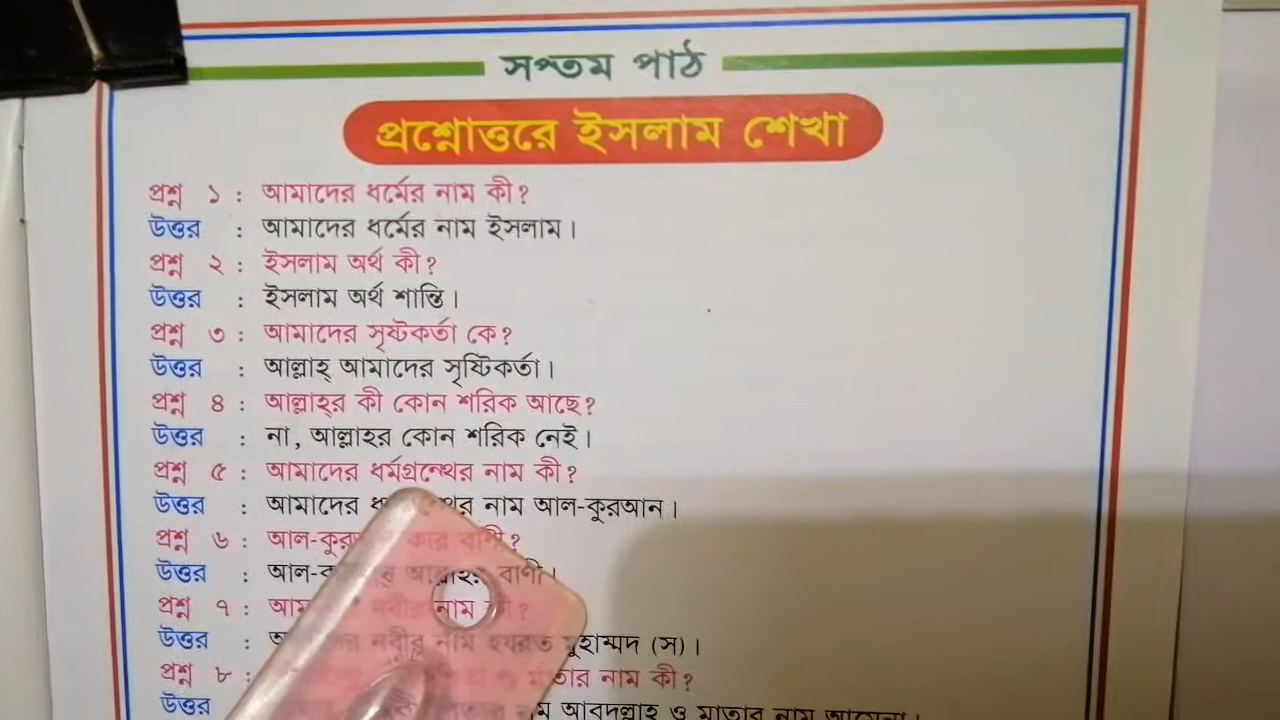 সপ্তম পাঠ
প্রশ্নোত্তরে ইসলাম শেখা
প্রশ্ন ১ : আমাদের ধর্মের নাম কী?
উত্তর : আমাদের ধর্মের নাম ইসলাম।
প্রশ্ন ২ : ইসলাম অর্থ কী?
উত্তর : ইসলাম অর্থ শান্তি।
প্রশ্ন ৩ : আমাদের সৃষ্টকর্তা কে?
উত্তর : আল্লাহ্ আমাদের সৃষ্টিকর্তা।
প্রশ্ন ৪ : আল্লাহ্‌র কী কোন শরিক আছে?
উত্তর : না, আল্লাহর কোন শরিক নেই।
প্রশ্ন ৫ : আমাদের ধর্মগ্রন্থের নাম কী?
উত্তর : আমাদের নাম আল-কুরআন।
প্রশ্ন ৬ : কার বাণী?
উত্তর : আল্লাহর বাণী।
প্রশ্ন ৭ : নবীর নাম কী?
উত্তর : নবীর নাম হযরত মুহাম্মদ (স)।
প্রশ্ন ৮ : মাতার নাম কী?
উত্তর আবদুল্লাহ ও মাতার নাম আমেনা।